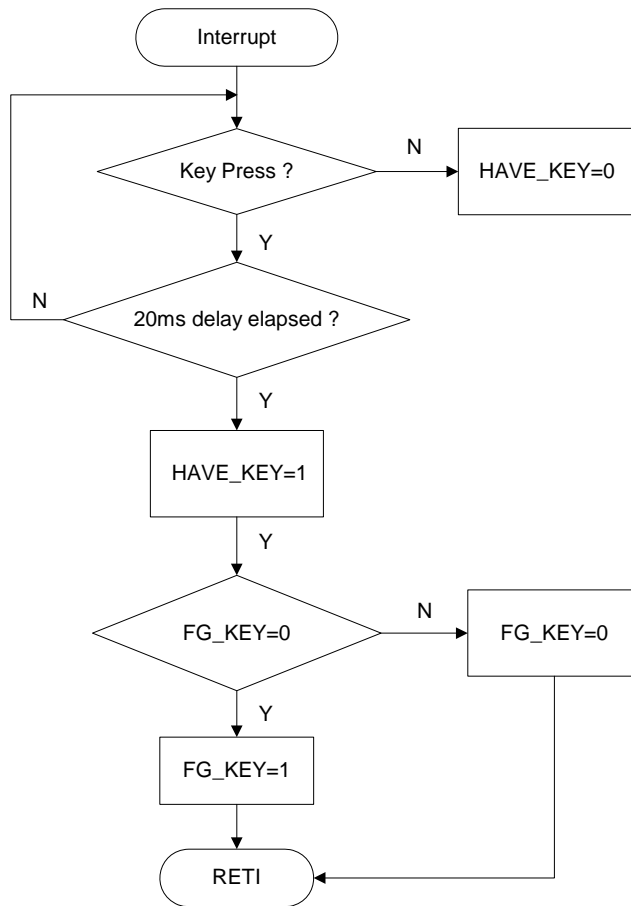 Interrupt
Key Press ?
N
HAVE_KEY=0
Y
N
20ms delay elapsed ?
Y
HAVE_KEY=1
Y
FG_KEY=0
N
FG_KEY=0
Y
FG_KEY=1
RETI